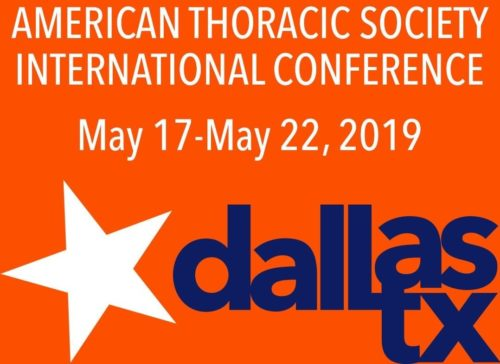 AMERICAN THORACIC SOCIETY
INTERNATIONAL CONFERENCE
May 17-May 22, 2019
dalLas
tx